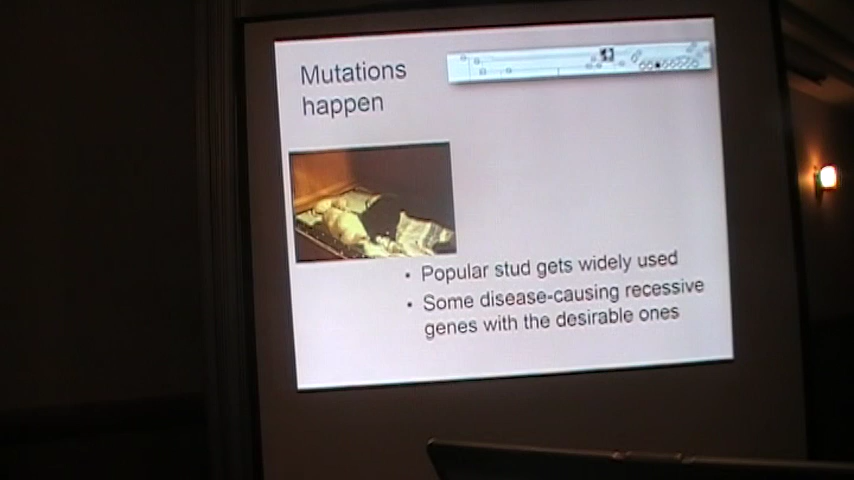 Mutations
happen
• Popular stud gets widely used
• Some disease-causing recessive
genes with the desirable ones